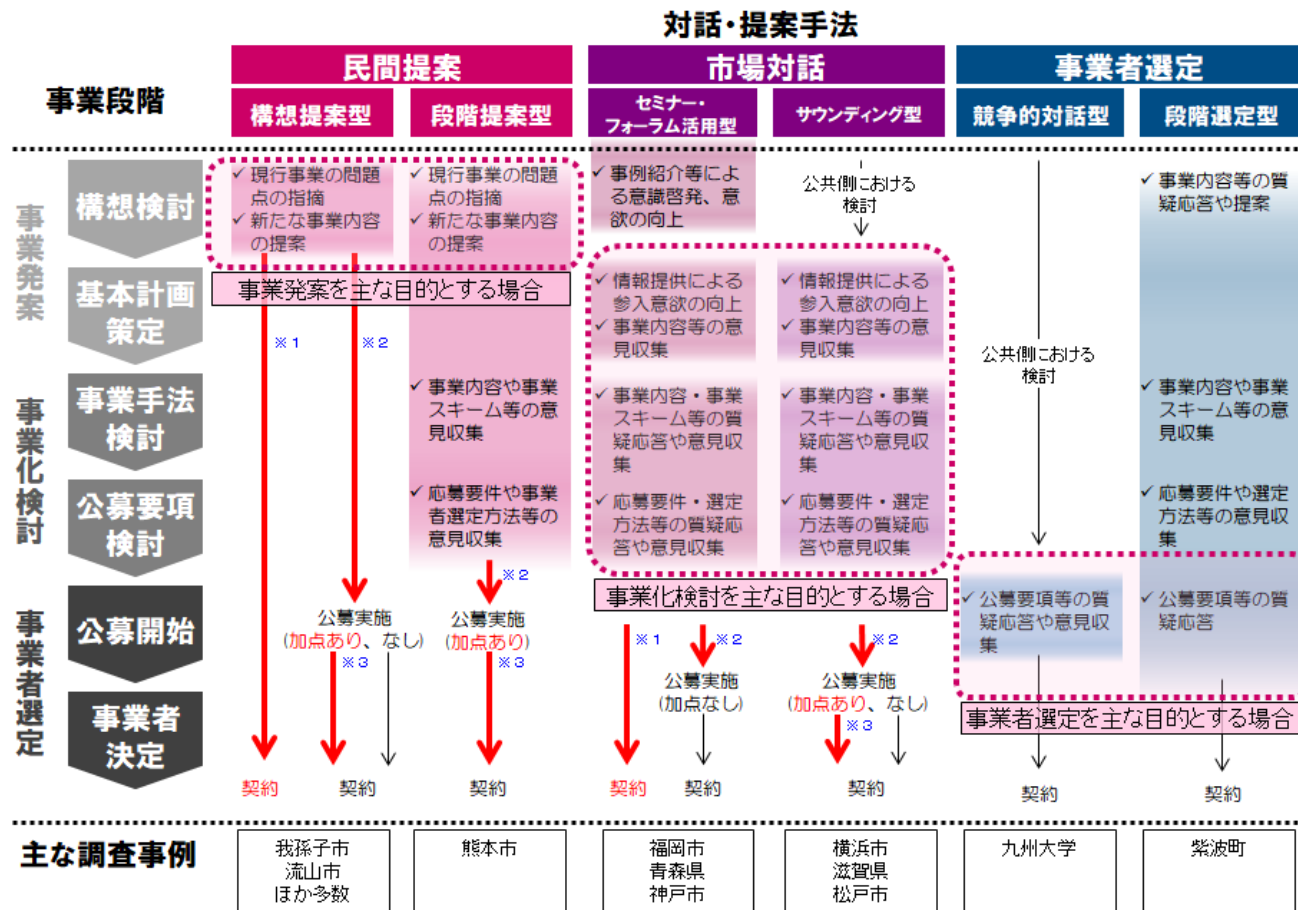 対話・提案手法
民間提案
市場対話
事業者選定
事業段階
構想提案型
段階提案型
セミナー・
フォーラム活用型
サウンディング型
競争的対話型
段階選定型
事業発案
構想検討
✓現行事業の問題
点の指摘
✓新たな事業内容
の提案
✓現行事業の問題
点の指摘
✓新たな事業内容
の提案
✓事例紹介等によ
る意識啓発、意
欲の向上
公共側における
検討
✓事業内容等の質
疑応答や提案
事業発案を主な目的とする場合
基本計画
策定
※1
※2
✓情報提供による
参入意欲の向上
✓事業内容等の意
見収集
✓情報提供による
参入意欲の向上
✓事業内容等の意
見収集
公共側における
検討
事業化検討
事業手法
検討
✓事業内容や事業
スキーム等の意
見収集
✓事業内容・事業
スキーム等の質
疑応答や意見収
集
✓事業内容・事業
スキーム等の質
疑応答や意見収
集
✓事業内容や事業
スキーム等の意
見収集
公募要項
検討
✓応募要件や事業
者選定方法等の
意見収集
✓応募要件・選定
方法等の質疑応
答や意見収集
✓応募要件・選定
方法等の質疑応
答や意見収集
✓応募要件や選定
方法等の意見収
集
※2
事業化検討を主な目的とする場合
事業者選定
公募開始
公募実施
(加点あり、なし)
※3
公募実施
(加点あり)
※3
※1
※2
公募実施
(加点なし)
※2
公募実施
(加点あり、なし)
※3
✓公募要項等の質
疑応答や意見収
集
✓公募要項等の質
疑応答
事業者選定を主な目的とする場合
事業者
決定
契約
契約
契約
契約
契約
契約
契約
契約
主な調査事例
我孫子市
流山市
ほか多数
熊本市
福岡市
青森県
神戸市
横浜市
滋賀県
松戸市
九州大学
紫波町